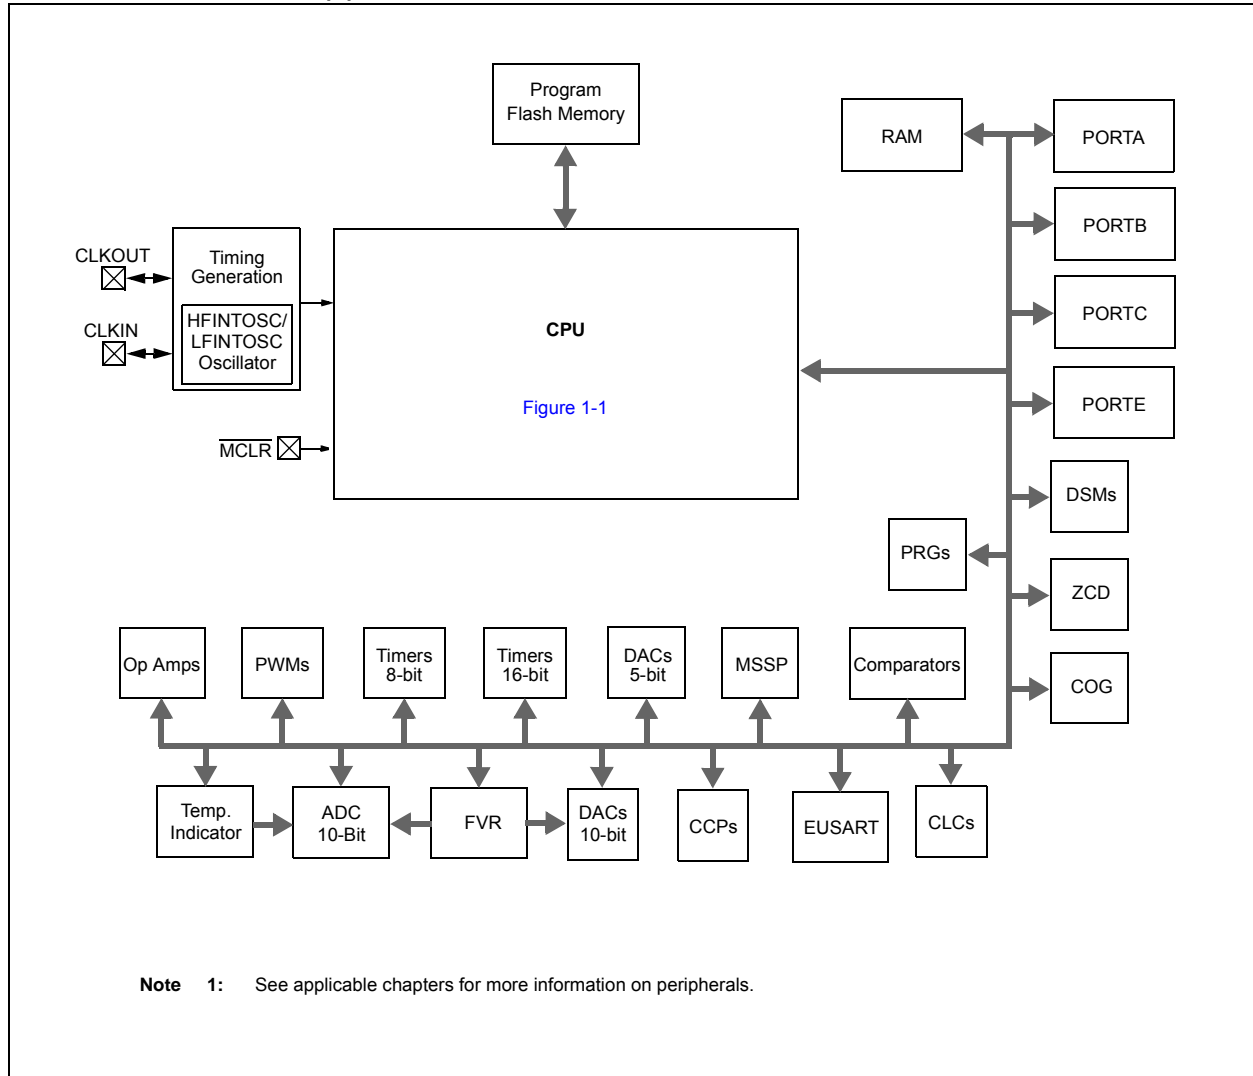 Program
Flash Memory
RAM
PORTA
PORTB
CLKOUT
Timing
Generation
HFINTOSC/
LFINTOSC
Oscillator
CLKIN
CPU
Figure 1-1
PORTC
PORTE
MCLR
DSMs
PRGs
ZCD
COG
Op Amps
PWMs
Timers
8-bit
Timers
16-bit
DACs
5-bit
MSSP
Comparators
Temp.
Indicator
ADC
10-Bit
FVR
DACs
10-bit
CCPs
EUSART
CLCs
Note 1: See applicable chapters for more information on peripherals.